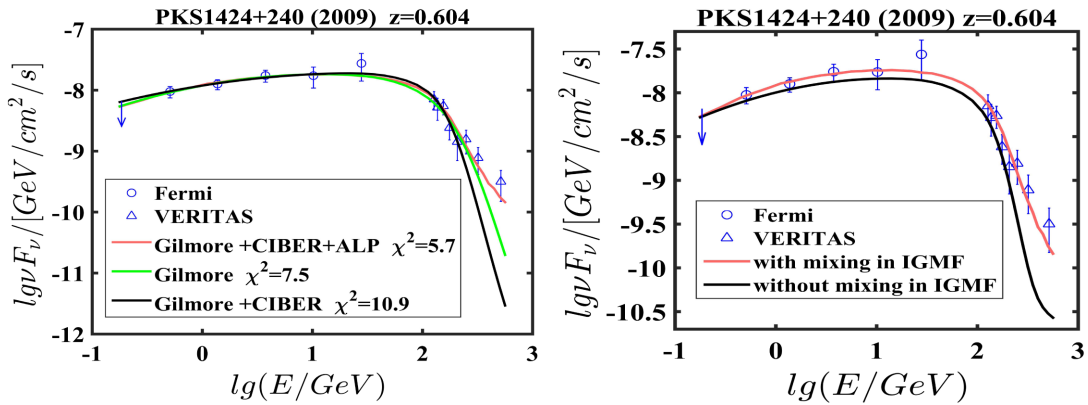 PKS1424+240 (2009) z=0.604
lgνFν/[GeV/cm²/s]
-7
-8
-9
-10
-11
-12
Fermi
VERITAS
Gilmore +CIBER+ALP χ²=5.7
Gilmore χ²=7.5
Gilmore +CIBER χ²=10.9
-1 0 1 2 3
lg(E/GeV)
PKS1424+240 (2009) z=0.604
lgνFν/[GeV/cm²/s]
-7.5
-8
-8.5
-9
-9.5
-10
-10.5
Fermi
VERITAS
with mixing in IGMF
without mixing in IGMF
-1 0 1 2 3
lg(E/GeV)